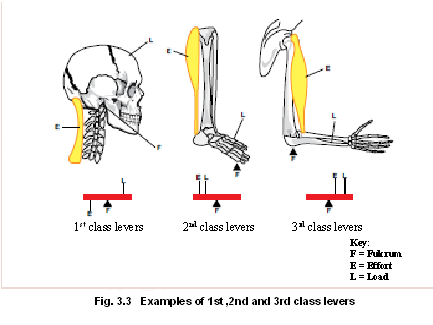 L
E
F
E
L
F
E
L
F
L
E
F
E L
F
E L
F
1st class levers
2nd class levers
3rd class levers
Key:
F = Fulcrum
E = Effort
L = Load
Fig. 3.3 Examples of 1st ,2nd and 3rd class levers